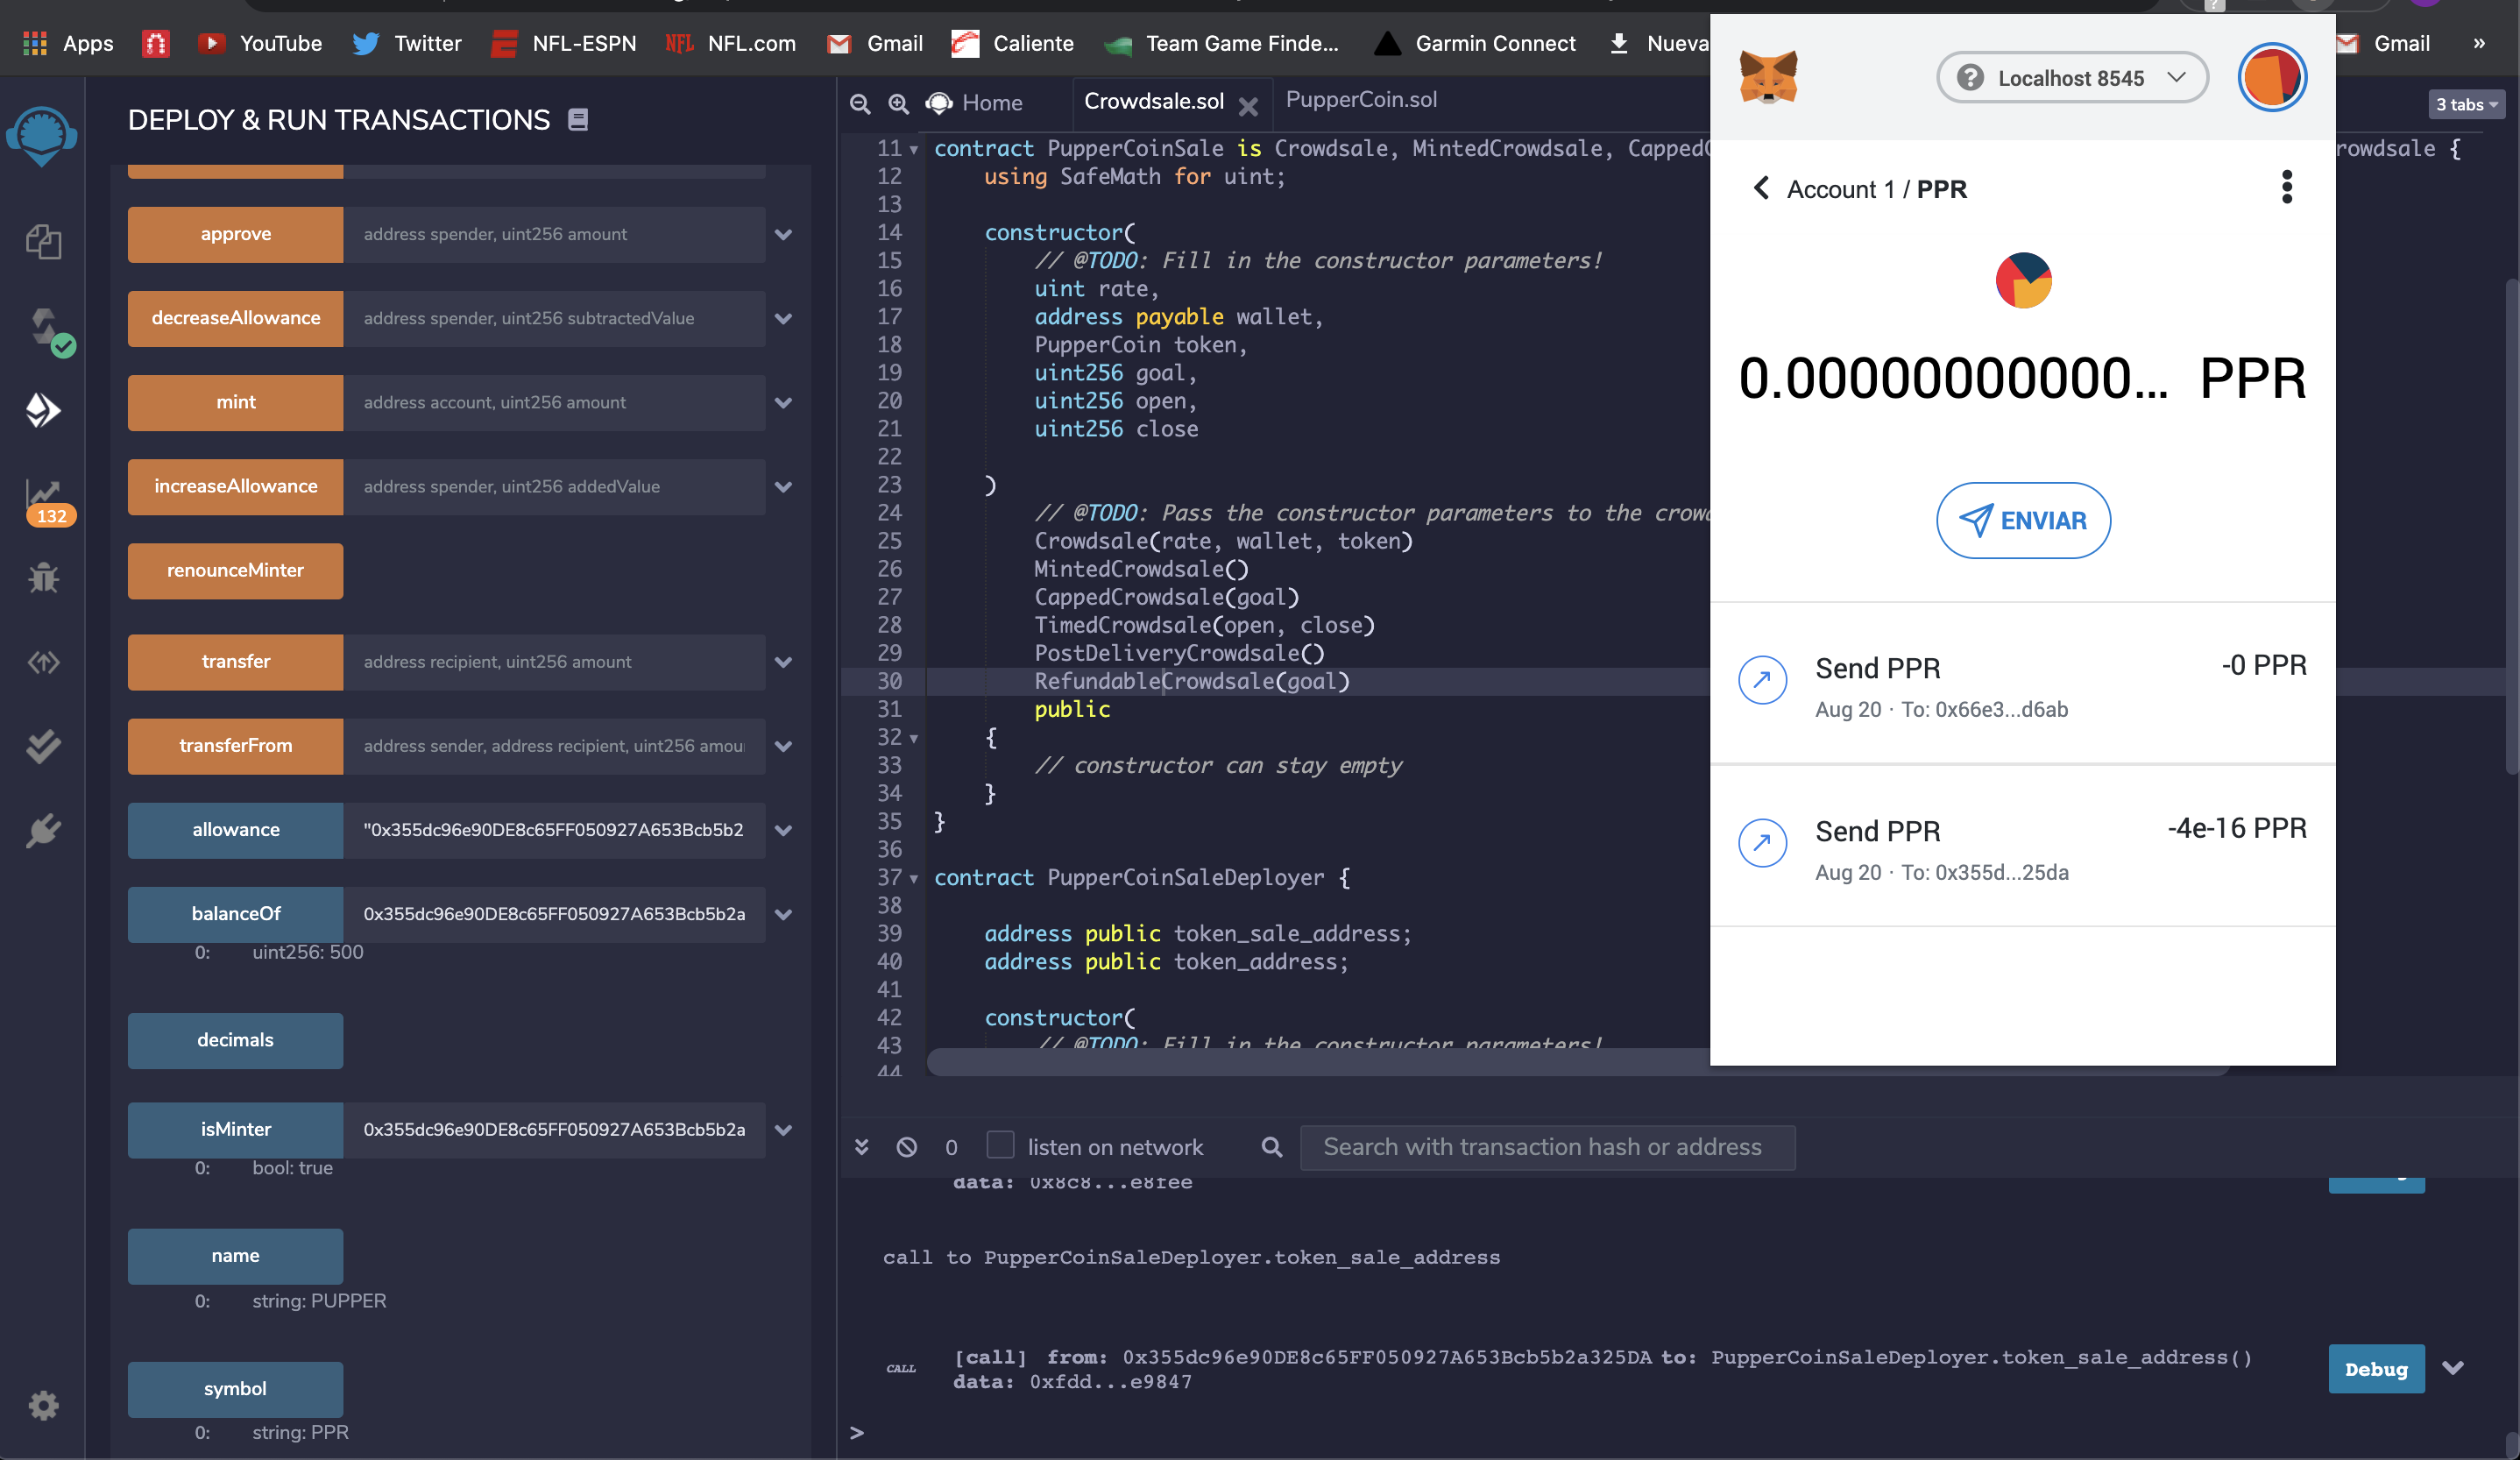 Apps
YouTube
Twitter
NFL-ESPN
NFL
NFL.com
Gmail
Caliente
Team Game Finde...
Garmin Connect
Nueva
Gmail
»
DEPLOY & RUN TRANSACTIONS
132
approve
address spender, uint256 amount
decreaseAllowance
address spender, uint256 subtractedValue
mint
address account, uint256 amount
increaseAllowance
address spender, uint256 addedValue
renounceMinter
transfer
address recipient, uint256 amount
transferFrom
address sender, address recipient, uint256 amou
allowance
"0x355dc96e90DE8c65FF050927A653Bcb5b2
balanceOf
0x355dc96e90DE8c65FF050927A653Bcb5b2a
0: uint256: 500
decimals
isMinter
0x355dc96e90DE8c65FF050927A653Bcb5b2a
0: bool: true
name
0: string: PUPPER
symbol
0: string: PPR
Home
Crowdsale.sol
PupperCoin.sol
3 tabs
11 contract PupperCoinSale is Crowdsale, MintedCrowdsale, CappedC
rowdsale {
12 using SafeMath for uint;
13
14 constructor(
15 // @TODO: Fill in the constructor parameters!
16 uint rate,
17 address payable wallet,
18 PupperCoin token,
19 uint256 goal,
20 uint256 open,
21 uint256 close
22
23 )
24 // @TODO: Pass the constructor parameters to the crowd
25 Crowdsale(rate, wallet, token)
26 MintedCrowdsale()
27 CappedCrowdsale(goal)
28 TimedCrowdsale(open, close)
29 PostDeliveryCrowdsale()
30 RefundableCrowdsale(goal)
31 public
32 {
33 // constructor can stay empty
34 }
35 }
36
37 contract PupperCoinSaleDeployer {
38
39 address public token_sale_address;
40 address public token_address;
41
42 constructor(
43 // @TODO: Fill in the constructor parameters!
44
Localhost 8545
Account 1 / PPR
0.00000000000... PPR
ENVIAR
Send PPR
-0 PPR
Aug 20 · To: 0x66e3...d6ab
Send PPR
-4e-16 PPR
Aug 20 · To: 0x355d...25da
0
listen on network
Search with transaction hash or address
data: 0x8c8...e8fee
call to PupperCoinSaleDeployer.token_sale_address
CALL
[call] from: 0x355dc96e90DE8c65FF050927A653Bcb5b2a325DA to: PupperCoinSaleDeployer.token_sale_address()
data: 0xfdd...e9847
Debug
>